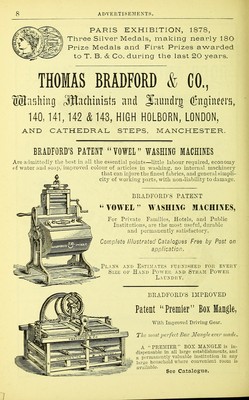 8 ADVERTISEMENTS.
PARIS EXHIBITION, 1878,
Three Silver Medals, making nearly 180
Prize Medals and First Prizes awarded
to T. B. & Co. during the last 20 years.
THOMAS BRADFORD & CO.,
Washing Machinists and Laundry Engineers,
140, 141, 142 & 143, HIGH HOLBORN, LONDON,
AND CATHEDRAL STEPS, MANCHESTER.
BRADFORD'S PATENT "VOWEL" WASHING MACHINES
Are admittedly the best in all the essential points—little labour required, economy
of water and soap, improved colour of articles in washing, no internal machinery
that can injure the finest fabrics, and general simpli-
city of working parts, with non-liability to damage.
BRADFORD'S PATENT
"VOWEL" WASHING MACHINES,
For Private Families, Hotels, and Public
Institutions, are the most useful, durable
and permanently satisfactory.
Complete Illustrated Catalogues Free by Post on
application.
PLANS AND ESTIMATES FURNISHED FOR EVERY
SIZE OF HAND POWER AND STEAM POWER
LAUNDRY.
BRADFORD'S IMPROVED
Patent "Premier" Box Mangle,
With Improved Driving Gear.
The most perfect Box Mangle ever made.
A "PREMIER" BOX MANGLE is in-
dispensable in all large establishments, and
a permanently valuable institution in any
large household where convenient room is
available.
See Catalogue.